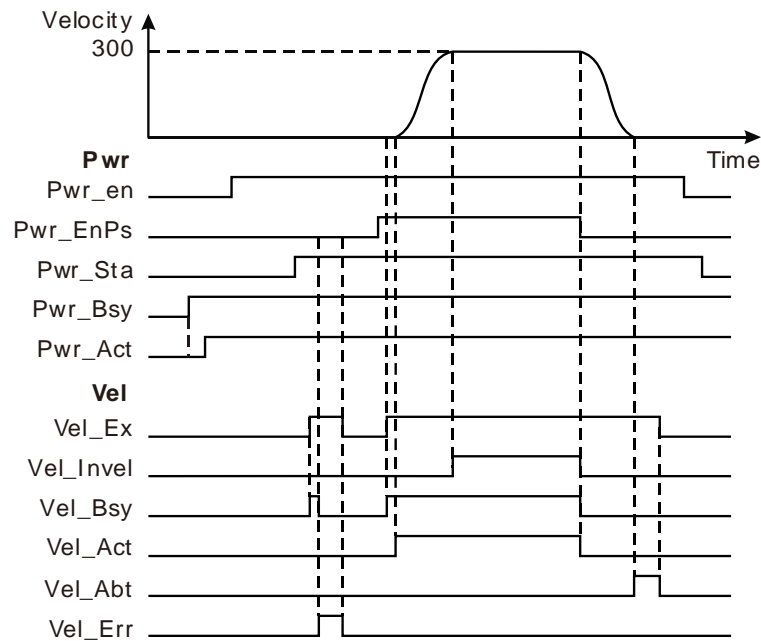 Velocity
300
Time
Pwr
Pwr_en
Pwr_EnPs
Pwr_Sta
Pwr_Bsy
Pwr_Act
Vel
Vel_Ex
Vel_Invel
Vel_Bsy
Vel_Act
Vel_Abt
Vel_Err